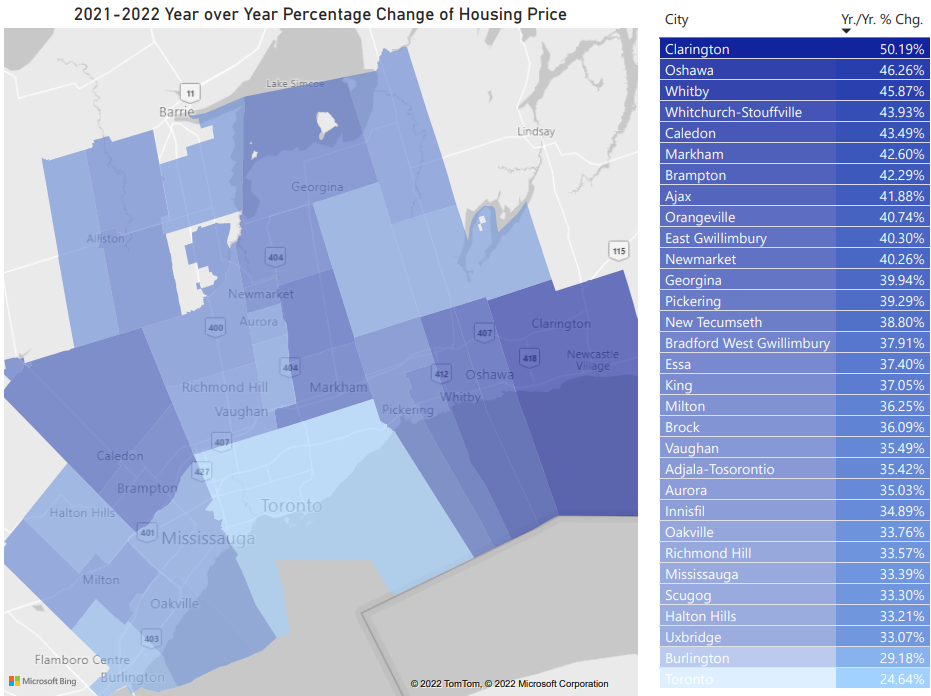 2021-2022 Year over Year Percentage Change of Housing Price
City Yr./Yr. % Chg.
Clarington 50.19%
Oshawa 46.26%
Whitby 45.87%
Whitchurch-Stouffville 43.93%
Caledon 43.49%
Markham 42.60%
Brampton 42.29%
Ajax 41.88%
Orangeville 40.74%
East Gwillimbury 40.30%
Newmarket 40.26%
Georgina 39.94%
Pickering 39.29%
New Tecumseth 38.80%
Bradford West Gwillimbury 37.91%
Essa 37.40%
King 37.05%
Milton 36.25%
Brock 36.09%
Vaughan 35.49%
Adjala-Tosorontio 35.42%
Aurora 35.03%
Innisfil 34.89%
Oakville 33.76%
Richmond Hill 33.57%
Mississauga 33.39%
Scugog 33.30%
Halton Hills 33.21%
Uxbridge 33.07%
Burlington 29.18%
Toronto 24.64%
Lake Simcoe
11
Barrie
Lindsay
Georgina
Alliston
115
404
Newmarket
400
Aurora
407
Clarington
418
Newcastle
Village
404
412
Oshawa
Richmond Hill
Markham
Whitby
Vaughan
Pickering
407
Caledon
427
Brampton
Toronto
Halton Hills
401
Mississauga
Milton
Oakville
403
Flamboro Centre
Burlington
Microsoft Bing
© 2022 TomTom, © 2022 Microsoft Corporation